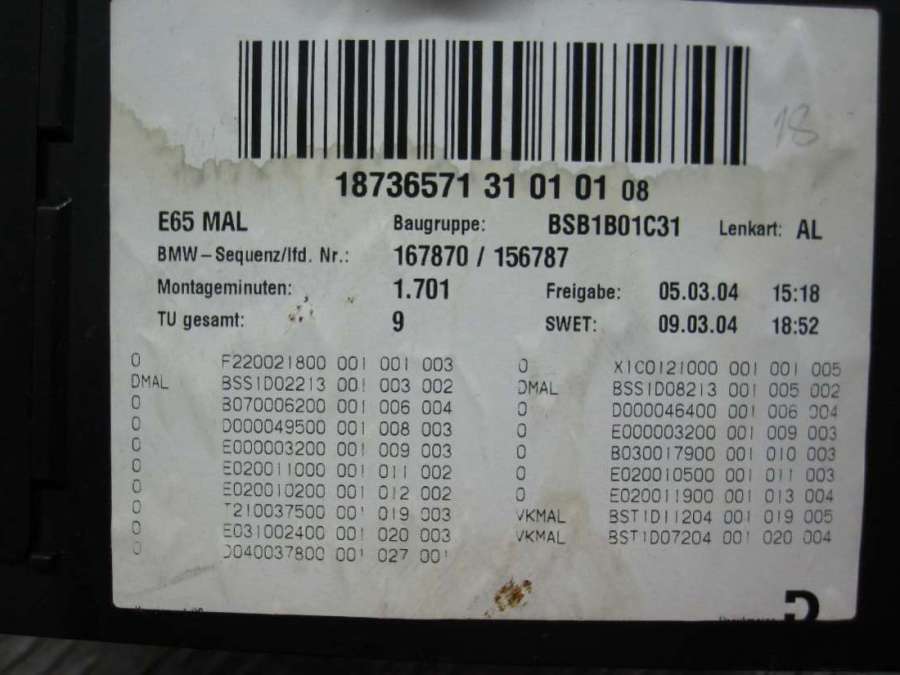 18
18736571 31 01 01 08
E65 MAL Baugruppe: BSB1B01C31 Lenkart: AL
BMW-Sequenz/lfd. Nr.: 167870 / 156787
Montageminuten: 1.701 Freigabe: 05.03.04 15:18
TU gesamt: 9 SWET: 09.03.04 18:52
0 F220021800 001 001 003 0 X1C0121000 001 001 005
DMAL BSS1D02213 001 003 002 DMAL BSS1D08213 001 005 002
0 B070006200 001 006 004 0 D000046400 001 006 004
0 D000049500 001 008 003 0 E000003200 001 009 003
0 E000003200 001 009 003 0 B030017900 001 010 003
0 E020011000 001 011 002 0 E020010500 001 011 003
0 E020010200 001 012 002 0 E020011900 001 013 004
0 T210037500 001 019 003 VKMAL BST1D11204 001 019 005
0 E031002400 001 020 003 VKMAL BST1D07204 001 020 004
0 D040037800 001 027 001